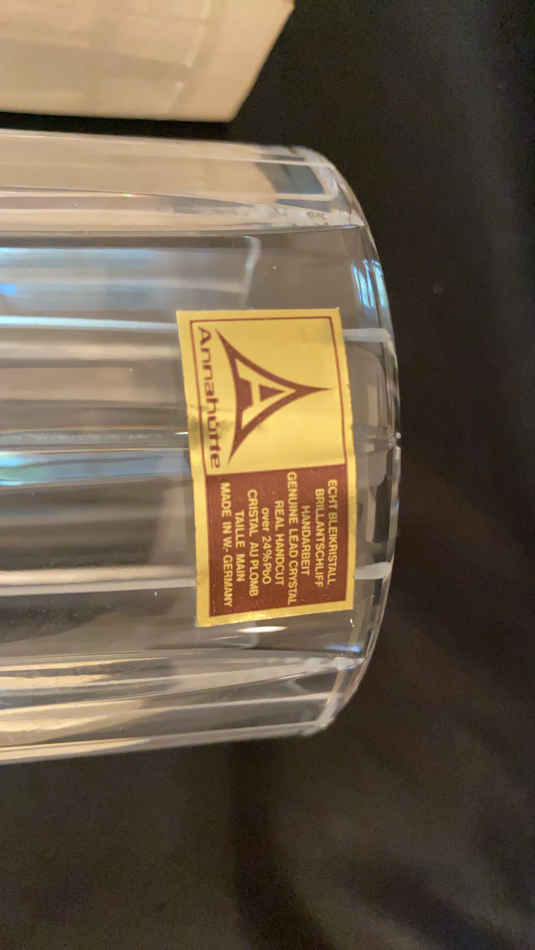 A
Annahütte
ECHT BLEIKRISTALL
BRILLANTSCHLIFF
HANDARBEIT
GENUINE LEAD CRYSTAL
REAL HANDCUT
over 24% PbO
CRISTAL AU PLOMB
TAILLE MAIN
MADE IN W.- GERMANY